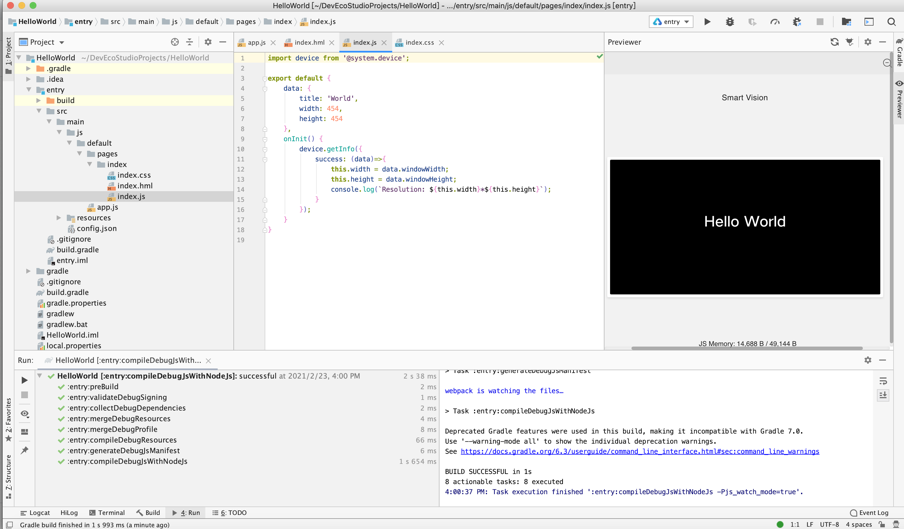 HelloWorld [~/DevEcoStudioProjects/HelloWorld] - .../entry/src/main/js/default/pages/index/index.js [entry]
HelloWorld entry src main js default pages index index.js
entry
1: Project
Project
app.js index.hml index.js index.css
Previewer
Gradle
Previewer
HelloWorld ~/DevEcoStudioProjects/HelloWorld
.gradle
.idea
entry
build
src
main
js
default
pages
index
index.css
index.hml
index.js
app.js
resources
config.json
.gitignore
build.gradle
entry.iml
gradle
.gitignore
build.gradle
gradle.properties
gradlew
gradlew.bat
HelloWorld.iml
local.properties
1 import device from '@system.device';
2
3 export default {
4 data: {
5 title: 'World',
6 width: 454,
7 height: 454
8 },
9 onInit() {
10 device.getInfo({
11 success: (data)=>{
12 this.width = data.windowWidth;
13 this.height = data.windowHeight;
14 console.log(`Resolution: ${this.width}*${this.height}`);
15 }
16 });
17 }
18 }
19
Smart Vision
Hello World
JS Memory: 14,688 B / 49,144 B
Run: HelloWorld [:entry:compileDebugJsWith...
HelloWorld [:entry:compileDebugJsWithNodeJs]: successful at 2021/2/23, 4:00 PM 2 s 38 ms
:entry:preBuild 2 ms
:entry:validateDebugSigning 1 ms
:entry:collectDebugDependencies 2 ms
:entry:mergeDebugResources 4 ms
:entry:mergeDebugProfile 8 ms
:entry:compileDebugResources 66 ms
:entry:generateDebugJsManifest 6 ms
:entry:compileDebugJsWithNodeJs 1 s 654 ms
> Task :entry:generateDebugJsManifest
webpack is watching the files…
> Task :entry:compileDebugJsWithNodeJs
Deprecated Gradle features were used in this build, making it incompatible with Gradle 7.0.
Use '--warning-mode all' to show the individual deprecation warnings.
See https://docs.gradle.org/6.3/userguide/command_line_interface.html#sec:command_line_warnings
BUILD SUCCESSFUL in 1s
8 actionable tasks: 8 executed
4:00:37 PM: Task execution finished ':entry:compileDebugJsWithNodeJs -Pjs_watch_mode=true'.
2: Favorites
Z: Structure
Logcat HiLog Terminal Build 4: Run 6: TODO Event Log
Gradle build finished in 1 s 993 ms (a minute ago) 1:1 LF UTF-8 4 spaces